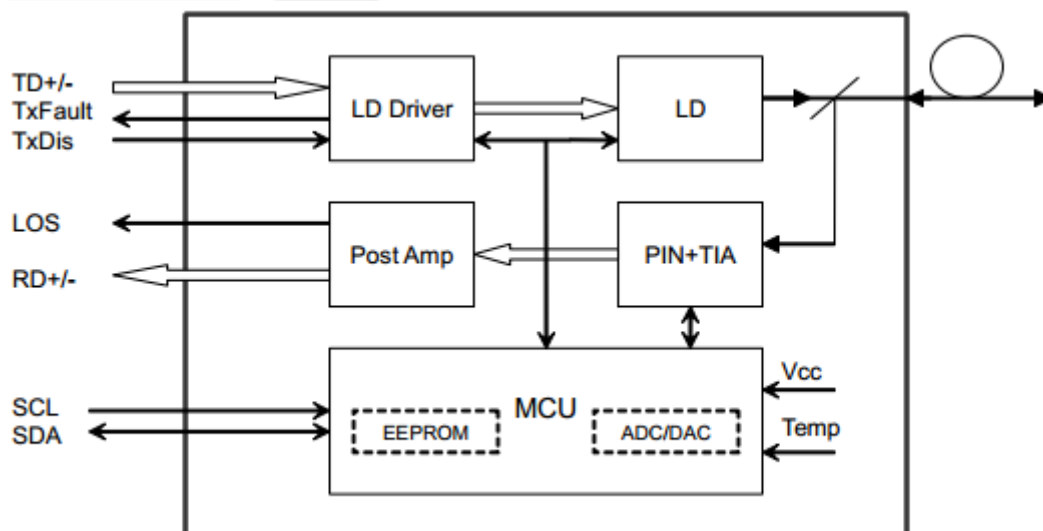 TD+/-
TxFault
TxDis
LD Driver
LD
LOS
RD+/-
Post Amp
PIN+TIA
SCL
SDA
MCU
EEPROM
ADC/DAC
Vcc
Temp